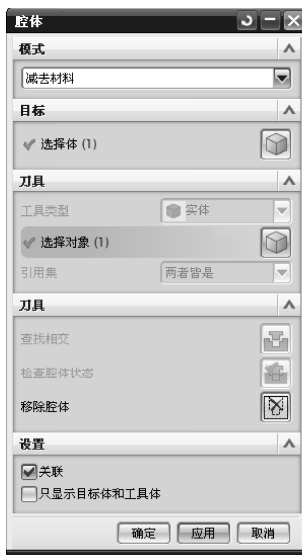 腔体
模式
减去材料
目标
选择体 (1)
刀具
工具类型 实体
选择对象 (1)
引用集 两者皆是
刀具
查找相交
检查腔体状态
移除腔体
设置
关联
只显示目标体和工具体
确定 应用 取消